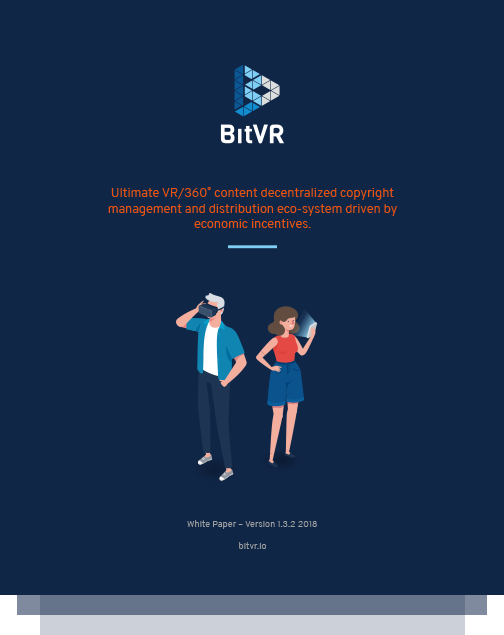 BitVR
Ultimate VR/360° content decentralized copyright
management and distribution eco-system driven by
economic incentives.
White Paper – Version 1.3.2 2018
bitvr.io